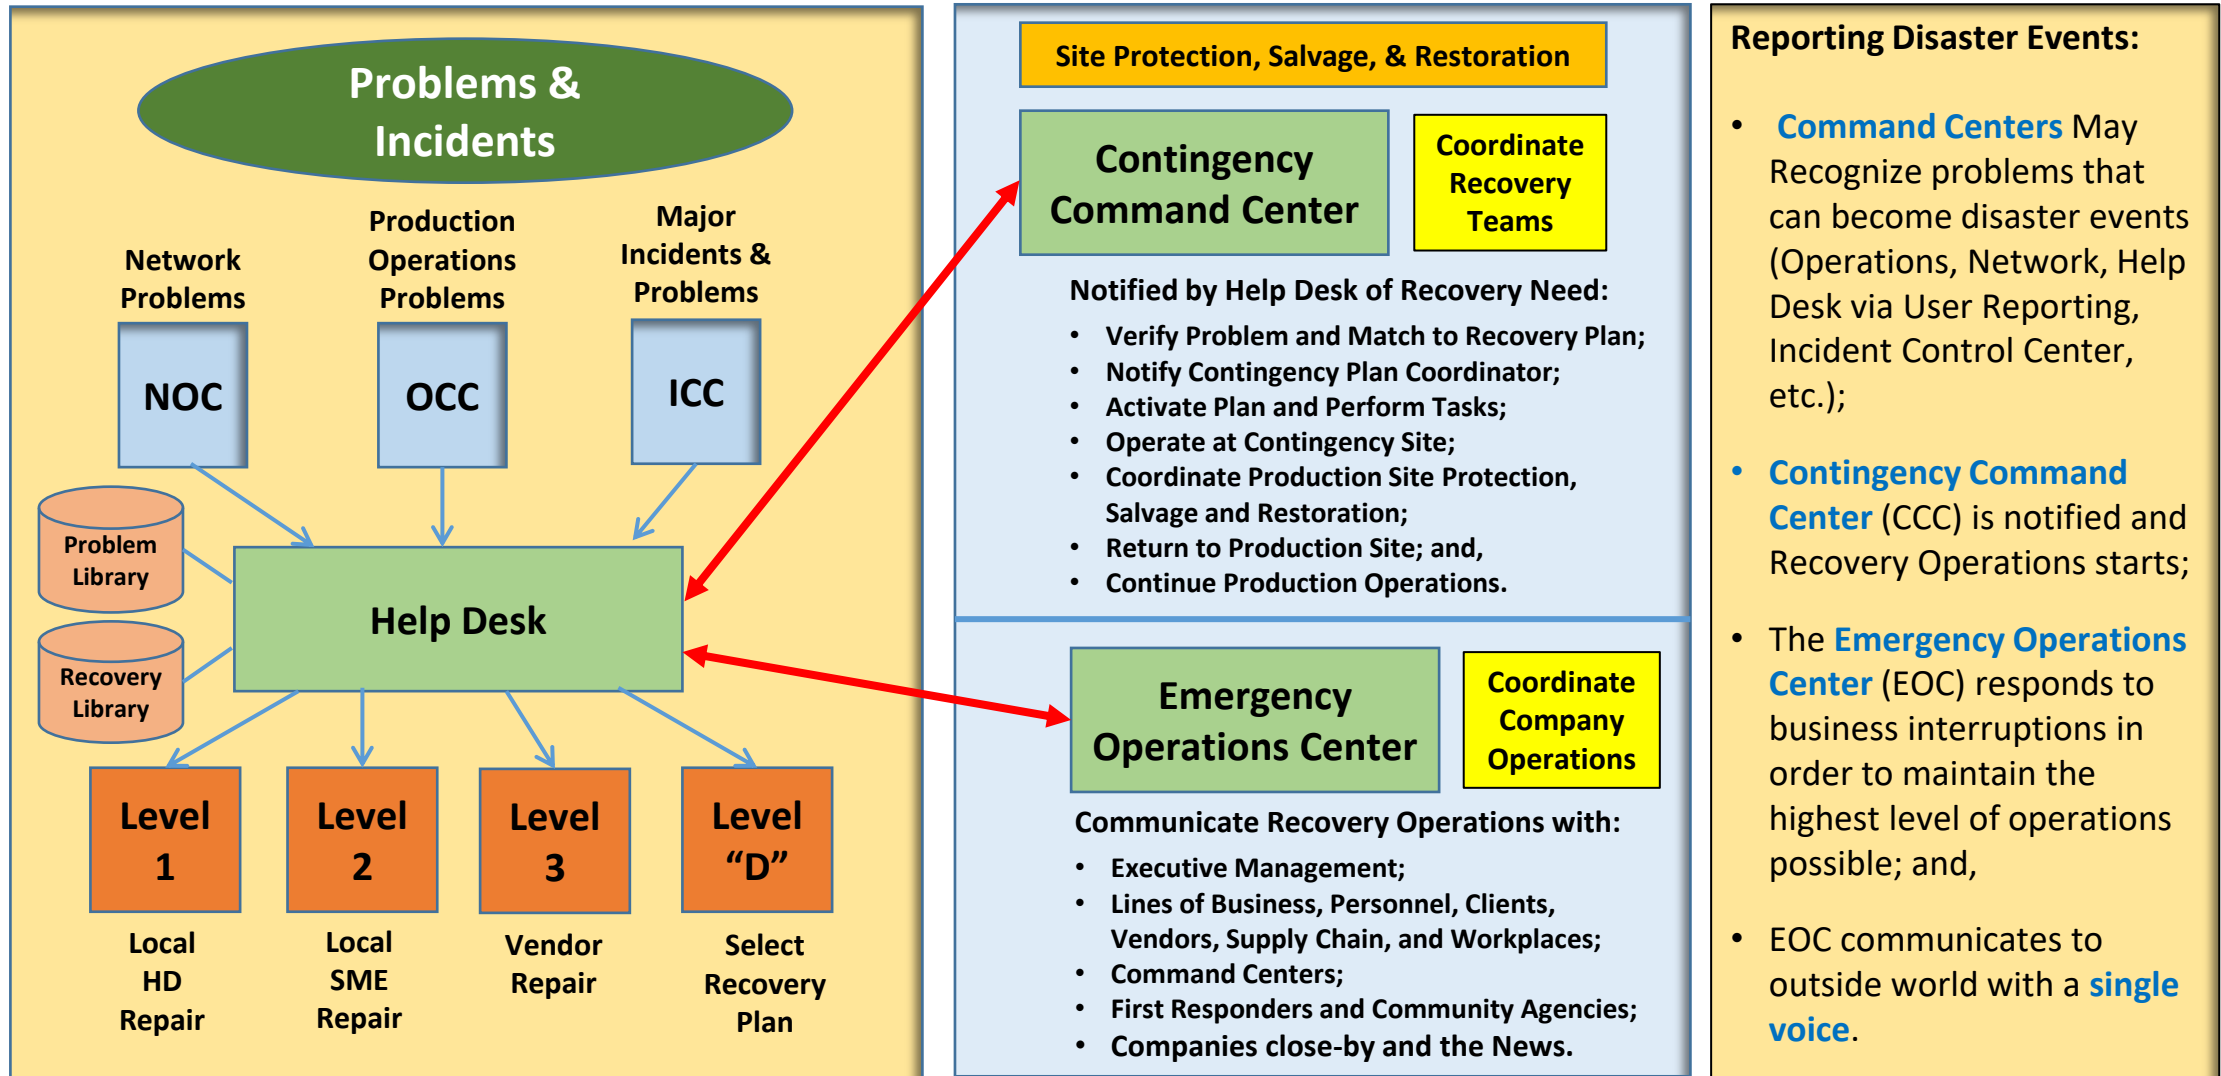 Problems &
Incidents
Network
Problems
Production
Operations
Problems
Major
Incidents &
Problems
NOC
OCC
ICC
Problem
Library
Recovery
Library
Help Desk
Level
1
Level
2
Level
3
Level
“D”
Local
HD
Repair
Local
SME
Repair
Vendor
Repair
Select
Recovery
Plan
Site Protection, Salvage, & Restoration
Contingency
Command Center
Coordinate
Recovery
Teams
Notified by Help Desk of Recovery Need:
• Verify Problem and Match to Recovery Plan;
• Notify Contingency Plan Coordinator;
• Activate Plan and Perform Tasks;
• Operate at Contingency Site;
• Coordinate Production Site Protection,
Salvage and Restoration;
• Return to Production Site; and,
• Continue Production Operations.
Emergency
Operations Center
Coordinate
Company
Operations
Communicate Recovery Operations with:
• Executive Management;
• Lines of Business, Personnel, Clients,
Vendors, Supply Chain, and Workplaces;
• Command Centers;
• First Responders and Community Agencies;
• Companies close-by and the News.
Reporting Disaster Events:
• Command Centers May
Recognize problems that
can become disaster events
(Operations, Network, Help
Desk via User Reporting,
Incident Control Center,
etc.);
• Contingency Command
Center (CCC) is notified and
Recovery Operations starts;
• The Emergency Operations
Center (EOC) responds to
business interruptions in
order to maintain the
highest level of operations
possible; and,
• EOC communicates to
outside world with a single
voice.